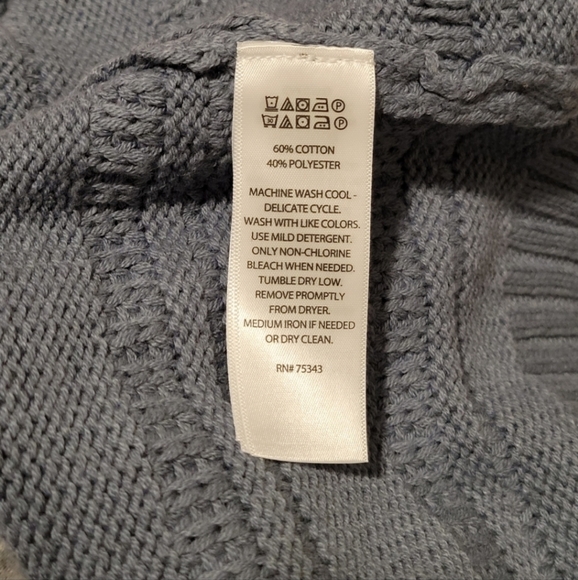 60% COTTON
40% POLYESTER
MACHINE WASH COOL -
DELICATE CYCLE.
WASH WITH LIKE COLORS.
USE MILD DETERGENT.
ONLY NON-CHLORINE
BLEACH WHEN NEEDED.
TUMBLE DRY LOW.
REMOVE PROMPTLY
FROM DRYER.
MEDIUM IRON IF NEEDED
OR DRY CLEAN.
RN# 75343